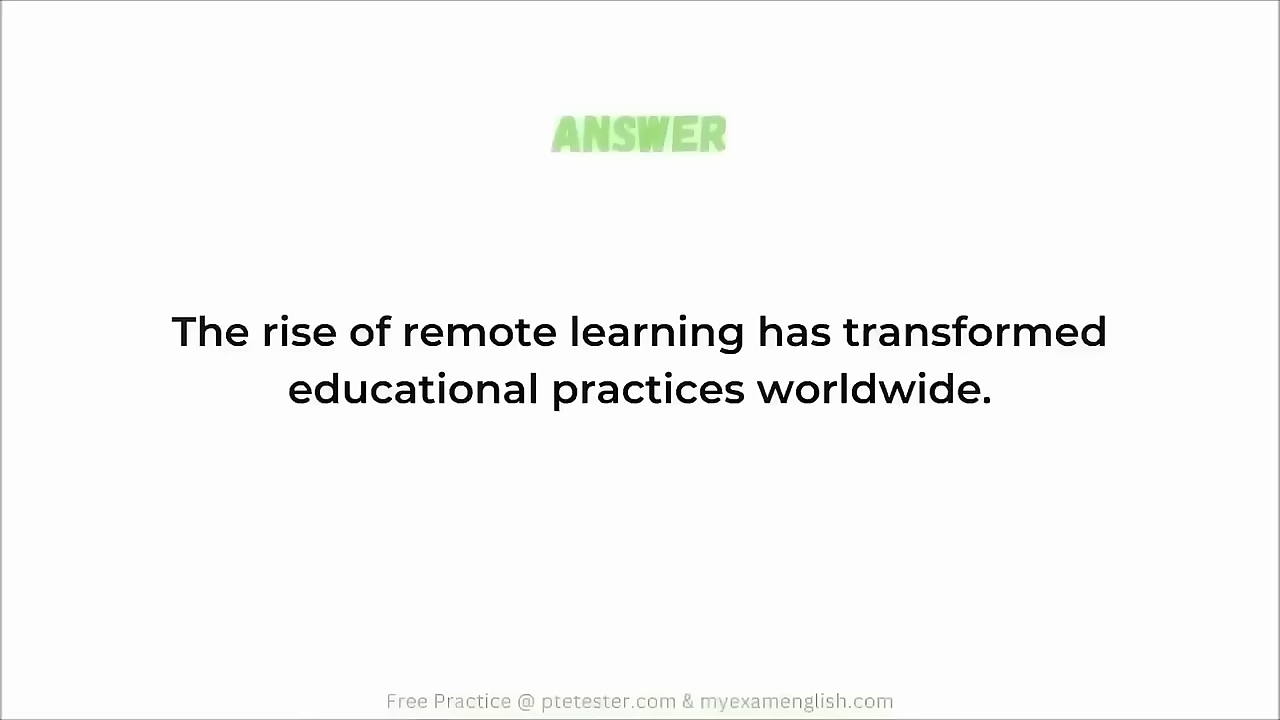 ANSWER
The rise of remote learning has transformed
educational practices worldwide.
Free Practice @ ptetester.com & myexamenglish.com